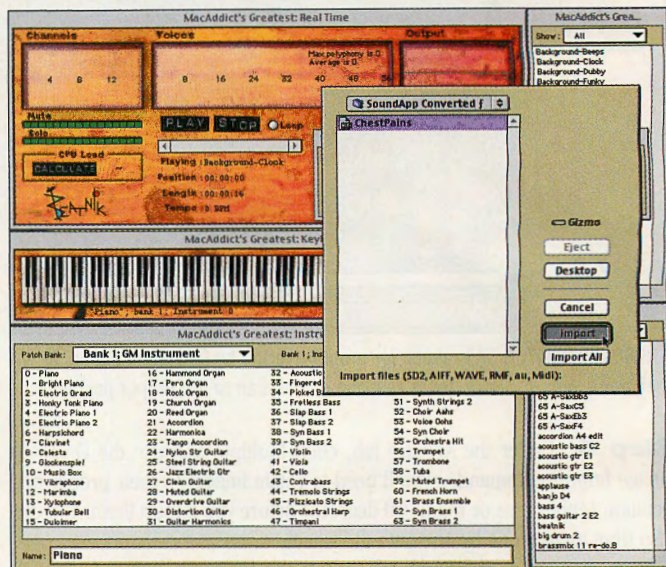 MacAddict's Greatest: Real Time
Channels
Voices
Output
Max polyphony is 0
Average is 0
4 8 12
8 16 24 32 40 48 56
Mute
Solo
CPU Load
CALCULATE
BEATNIK
PLAY STOP Loop
Playing :Background-Clock
Position :00:00:00
Length :00:00:16
Tempo :0 BPM
MacAddict's Grea...
Show: All
Background-Beeps
Background-Clock
Background-Dubby
Background-Funky
SoundApp Converted ƒ
ChestPains
Gizmo
Eject
Desktop
Cancel
Import
Import All
Import files (SD2, AIFF, WAVE, RMF, au, Midi):
MacAddict's Greatest: Key
"Piano"; bank 1, Instrument 0
MacAddict's Greatest: Instru
Patch Bank: Bank 1; GM Instrument
Bank 1; Ins
0 - Piano
1 - Bright Piano
2 - Electric Grand
3 - Honky Tonk Piano
4 - Electric Piano 1
5 - Electric Piano 2
6 - Harpsichord
7 - Clavinet
8 - Celesta
9 - Glockenspiel
10 - Music Box
11 - Vibraphone
12 - Marimba
13 - Xylophone
14 - Tubular Bell
15 - Dulcimer
16 - Hammond Organ
17 - Perc Organ
18 - Rock Organ
19 - Church Organ
20 - Reed Organ
21 - Accordion
22 - Harmonica
23 - Tango Accordion
24 - Nylon Str Guitar
25 - Steel String Guitar
26 - Jazz Electric Gtr
27 - Clean Guitar
28 - Muted Guitar
29 - Overdrive Guitar
30 - Distortion Guitar
31 - Guitar Harmonics
32 - Acoustic
33 - Fingered
34 - Picked Ba
35 - Fretless Bass
36 - Slap Bass 1
37 - Slap Bass 2
38 - Syn Bass 1
39 - Syn Bass 2
40 - Violin
41 - Viola
42 - Cello
43 - Contrabass
44 - Tremolo Strings
45 - Pizzicato Strings
46 - Orchestral Harp
47 - Timpani
51 - Synth Strings 2
52 - Choir Aahs
53 - Voice Oohs
54 - Syn Choir
55 - Orchestra Hit
56 - Trumpet
57 - Trombone
58 - Tuba
59 - Muted Trumpet
60 - French Horn
61 - Brass Ensemble
62 - Syn Brass 1
63 - Syn Brass 2
Name: Piano
65 A-SaxBb3
65 A-SaxC5
65 A-SaxEb3
65 A-SaxF4
accordion A4 edit
acoustic bass C2
acoustic gtr E1
acoustic gtr E2
acoustic gtr E3
applause
banjo D4
bass 4
bass guitar 2 E2
beatnik
big drum 2
brassmix 11 re-do.B